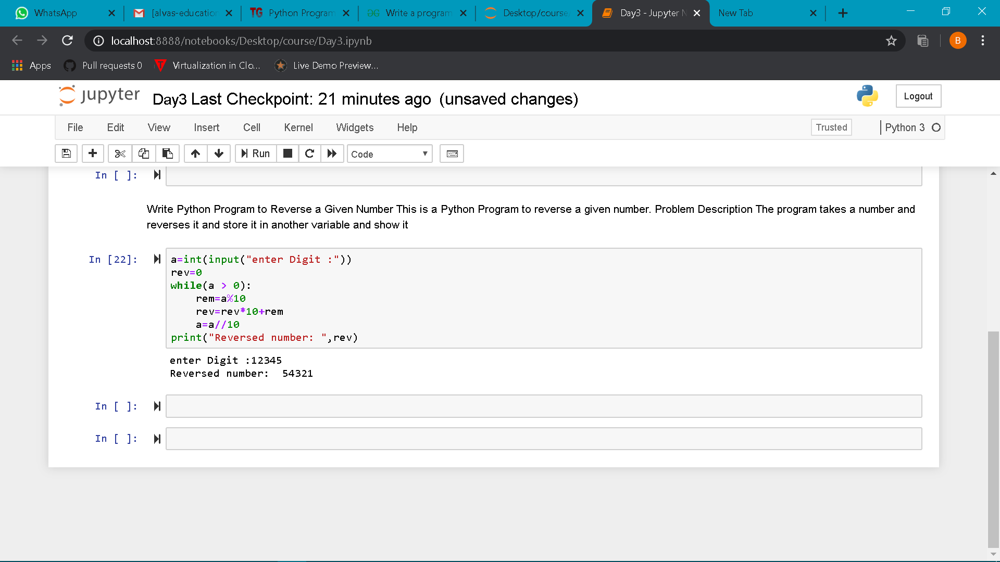 WhatsApp
[alvas-education
TG Python Program
Write a program
Desktop/course/
Day3 - Jupyter N
New Tab
localhost:8888/notebooks/Desktop/course/Day3.ipynb
B
Apps
Pull requests 0
Virtualization in Clo...
Live Demo Preview...
jupyter Day3 Last Checkpoint: 21 minutes ago (unsaved changes)
Logout
File Edit View Insert Cell Kernel Widgets Help
Trusted
Python 3
Run
Code
In [ ]:
Write Python Program to Reverse a Given Number This is a Python Program to reverse a given number. Problem Description The program takes a number and
reverses it and store it in another variable and show it
In [22]:
a=int(input("enter Digit :"))
rev=0
while(a > 0):
    rem=a%10
    rev=rev*10+rem
    a=a//10
print("Reversed number: ",rev)
enter Digit :12345
Reversed number:  54321
In [ ]:
In [ ]: